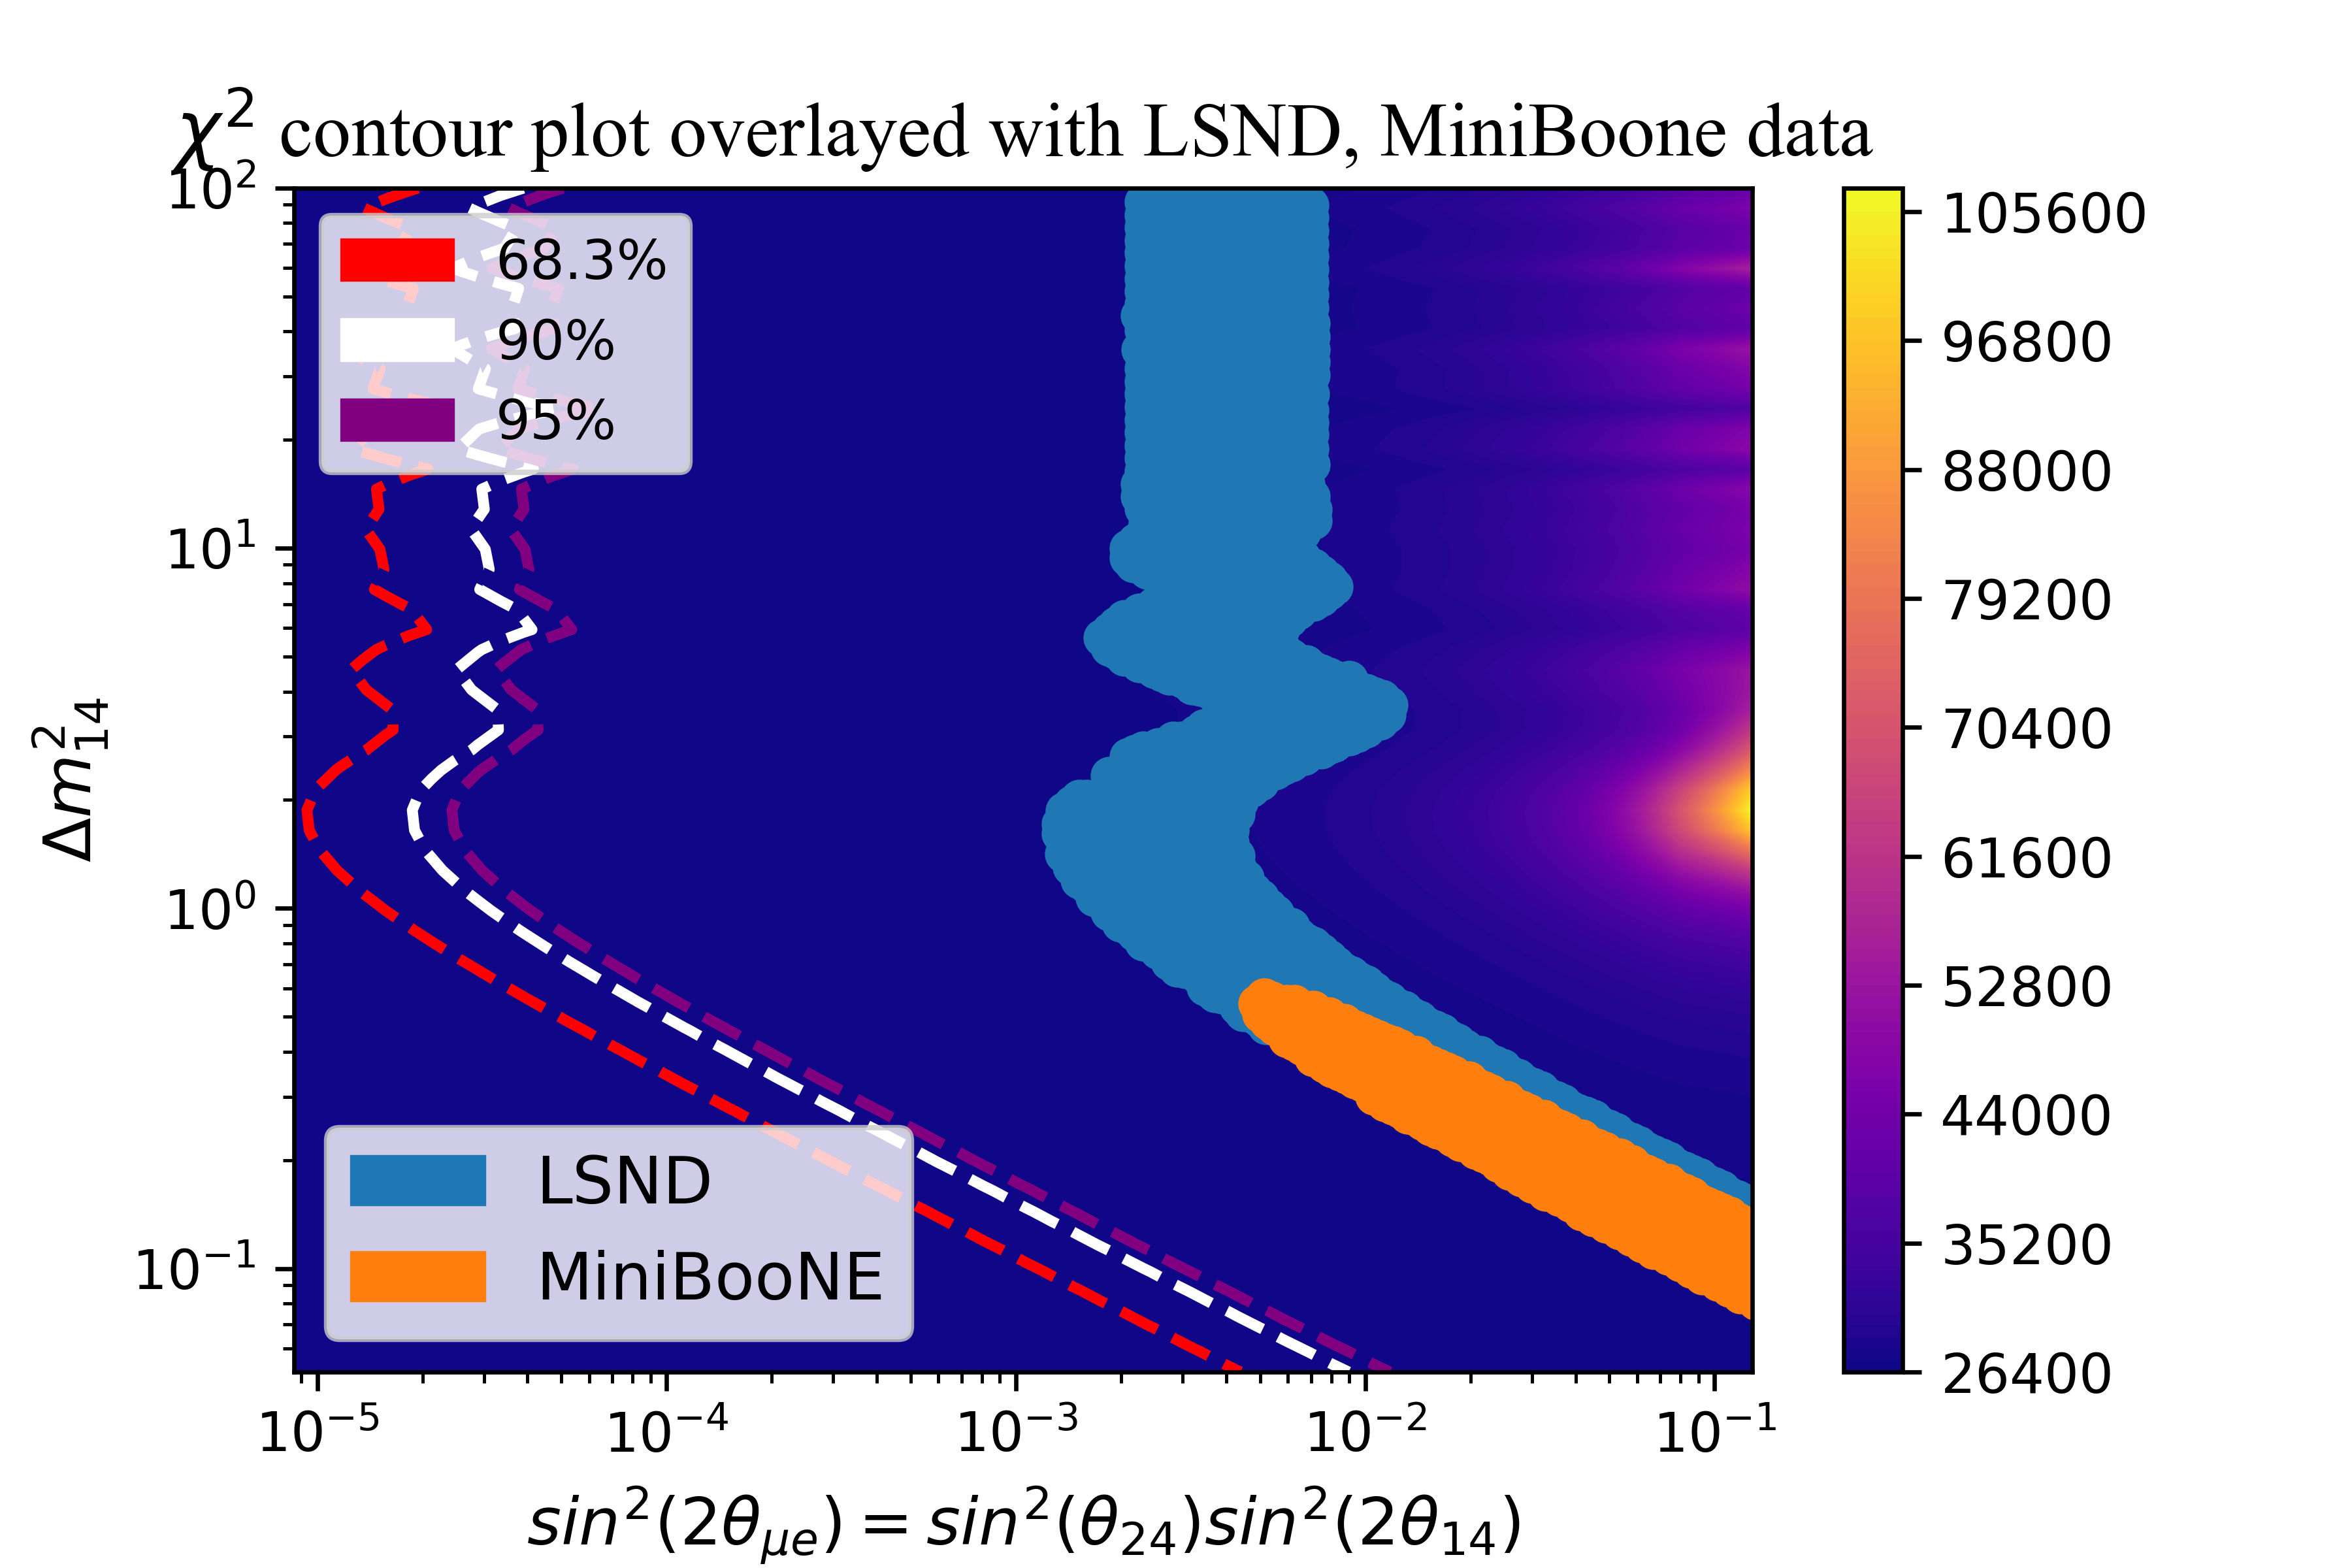 χ² contour plot overlayed with LSND, MiniBoone data
10²
10¹
10⁰
10⁻¹
Δm²₁₄
68.3%
90%
95%
LSND
MiniBooNE
10⁻⁵ 10⁻⁴ 10⁻³ 10⁻² 10⁻¹
sin²(2θ_μe) = sin²(θ₂₄)sin²(2θ₁₄)
105600
96800
88000
79200
70400
61600
52800
44000
35200
26400